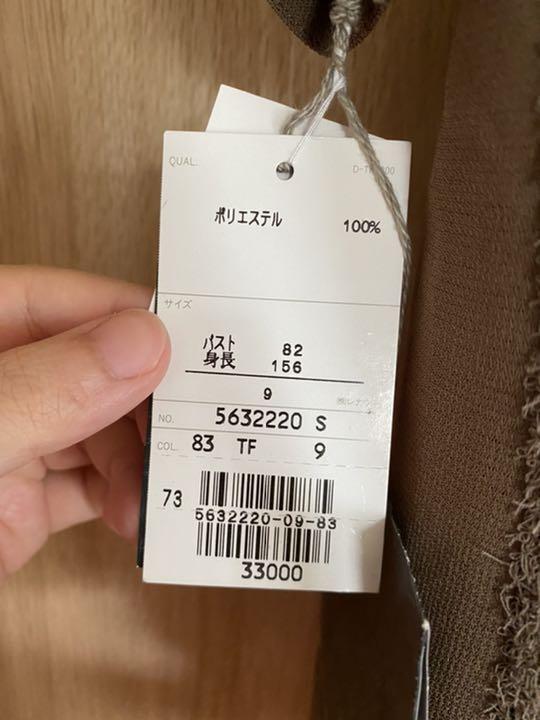 QUAL.
ポリエステル 100%
サイズ
バスト 82
身長 156
9
NO. 5632220 S
COL. 83 TF 9
73
5632220-09-83
33000